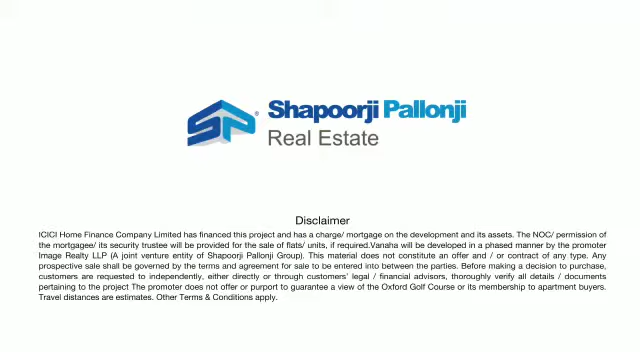 SP
®
Shapoorji Pallonji
Real Estate
Disclaimer
ICICI Home Finance Company Limited has financed this project and has a charge/ mortgage on the development and its assets. The NOC/ permission of
the mortgagee/ its security trustee will be provided for the sale of flats/ units, if required.Vanaha will be developed in a phased manner by the promoter
Image Realty LLP (A joint venture entity of Shapoorji Pallonji Group). This material does not constitute an offer and / or contract of any type. Any
prospective sale shall be governed by the terms and agreement for sale to be entered into between the parties. Before making a decision to purchase,
customers are requested to independently, either directly or through customers' legal / financial advisors, thoroughly verify all details / documents
pertaining to the project The promoter does not offer or purport to guarantee a view of the Oxford Golf Course or its membership to apartment buyers.
Travel distances are estimates. Other Terms & Conditions apply.